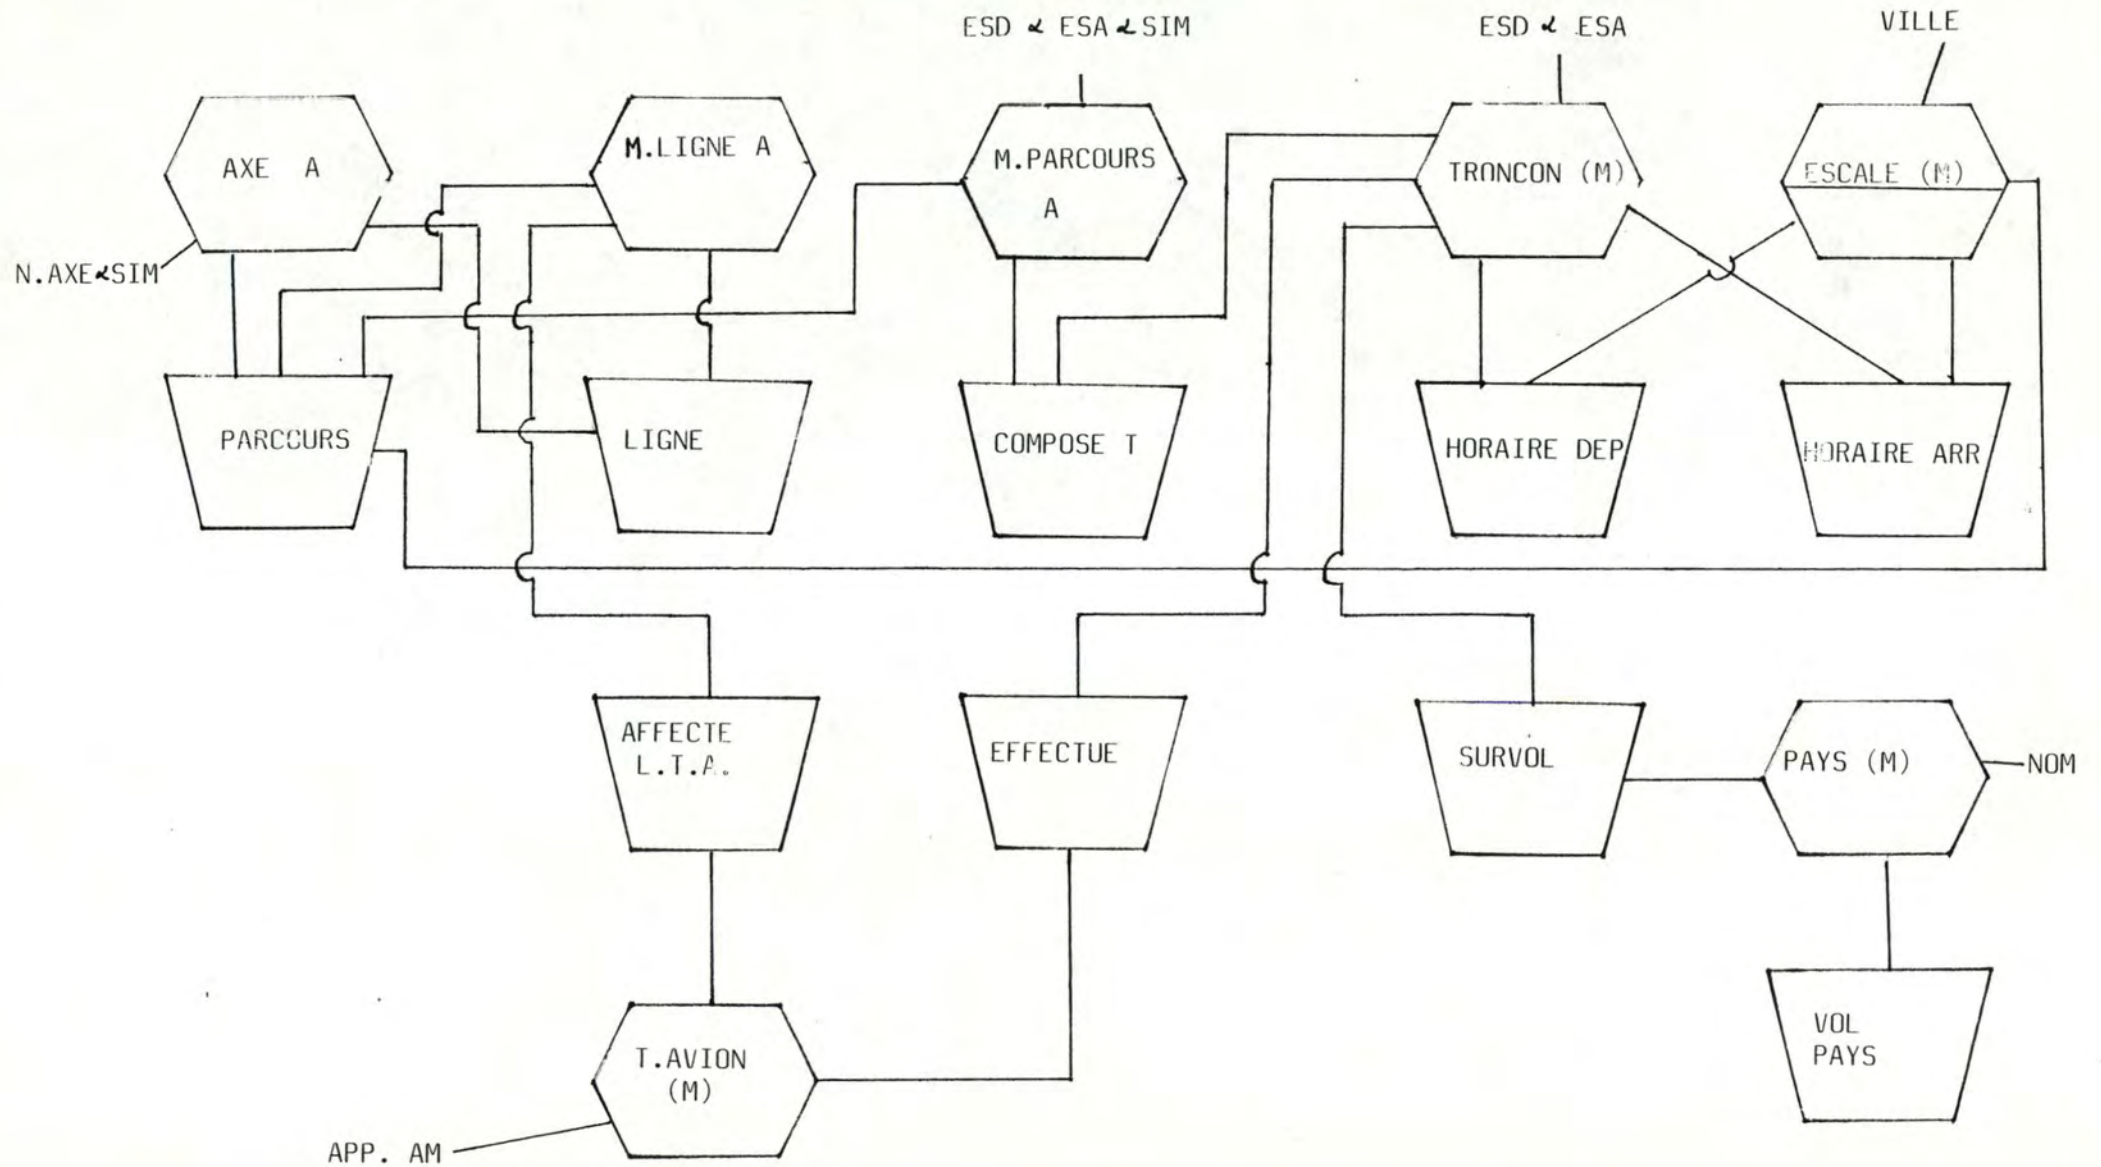 ESD α ESA α SIM
ESD α ESA
VILLE
AXE A
M.LIGNE A
M.PARCOURS
A
TRONCON (M)
ESCALE (M)
N.AXE α SIM
PARCOURS
LIGNE
COMPOSE T
HORAIRE DEP
HORAIRE ARR
AFFECTE
L.T.A.
EFFECTUE
SURVOL
PAYS (M)
NOM
T.AVION
(M)
VOL
PAYS
APP. AM